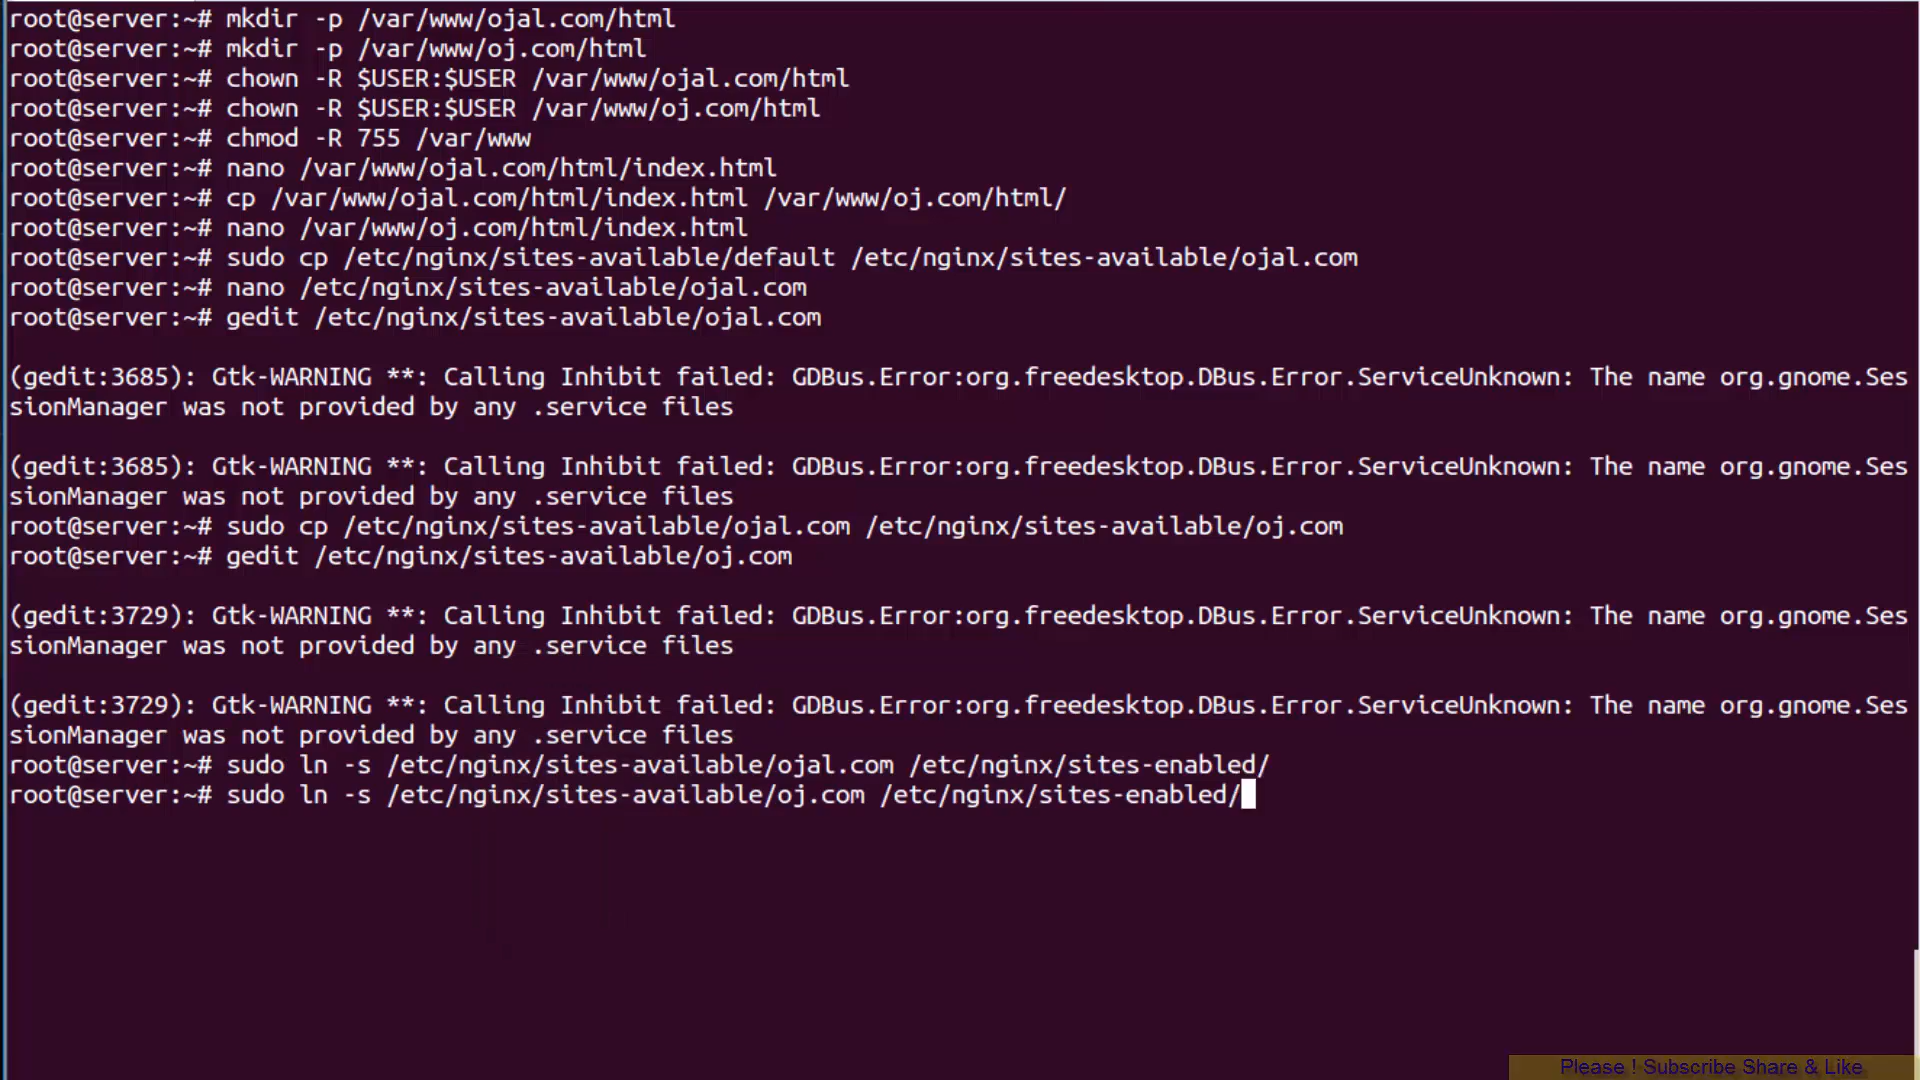 root@server:~# mkdir -p /var/www/ojal.com/html
root@server:~# mkdir -p /var/www/oj.com/html
root@server:~# chown -R $USER:$USER /var/www/ojal.com/html
root@server:~# chown -R $USER:$USER /var/www/oj.com/html
root@server:~# chmod -R 755 /var/www
root@server:~# nano /var/www/ojal.com/html/index.html
root@server:~# cp /var/www/ojal.com/html/index.html /var/www/oj.com/html/
root@server:~# nano /var/www/oj.com/html/index.html
root@server:~# sudo cp /etc/nginx/sites-available/default /etc/nginx/sites-available/ojal.com
root@server:~# nano /etc/nginx/sites-available/ojal.com
root@server:~# gedit /etc/nginx/sites-available/ojal.com
(gedit:3685): Gtk-WARNING **: Calling Inhibit failed: GDBus.Error:org.freedesktop.DBus.Error.ServiceUnknown: The name org.gnome.Ses
sionManager was not provided by any .service files
(gedit:3685): Gtk-WARNING **: Calling Inhibit failed: GDBus.Error:org.freedesktop.DBus.Error.ServiceUnknown: The name org.gnome.Ses
sionManager was not provided by any .service files
root@server:~# sudo cp /etc/nginx/sites-available/ojal.com /etc/nginx/sites-available/oj.com
root@server:~# gedit /etc/nginx/sites-available/oj.com
(gedit:3729): Gtk-WARNING **: Calling Inhibit failed: GDBus.Error:org.freedesktop.DBus.Error.ServiceUnknown: The name org.gnome.Ses
sionManager was not provided by any .service files
(gedit:3729): Gtk-WARNING **: Calling Inhibit failed: GDBus.Error:org.freedesktop.DBus.Error.ServiceUnknown: The name org.gnome.Ses
sionManager was not provided by any .service files
root@server:~# sudo ln -s /etc/nginx/sites-available/ojal.com /etc/nginx/sites-enabled/
root@server:~# sudo ln -s /etc/nginx/sites-available/oj.com /etc/nginx/sites-enabled/
Please ! Subscribe Share & Like